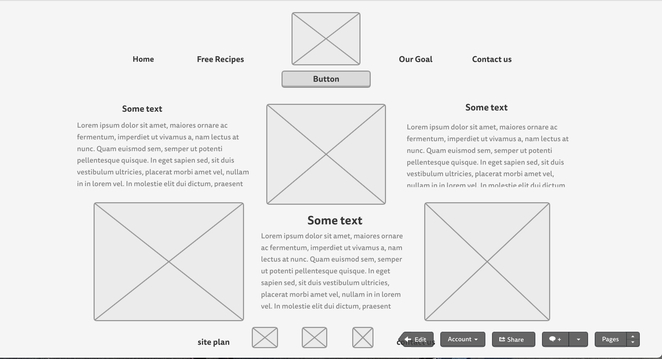 Home
Free Recipes
Our Goal
Contact us
Button
Some text
Lorem ipsum dolor sit amet, maiores ornare ac
fermentum, imperdiet ut vivamus a, nam lectus at
nunc. Quam euismod sem, semper ut potenti
pellentesque quisque. In eget sapien sed, sit duis
vestibulum ultricies, placerat morbi amet vel, nullam
in in lorem vel. In molestie elit dui dictum, praesent
Some text
Lorem ipsum dolor sit amet, maiores ornare ac
fermentum, imperdiet ut vivamus a, nam lectus at
nunc. Quam euismod sem, semper ut potenti
pellentesque quisque. In eget sapien sed, sit duis
vestibulum ultricies, placerat morbi amet vel, nullam
in in lorem vel. In molestie elit dui dictum, praesent
Some text
Lorem ipsum dolor sit amet, maiores ornare
ac fermentum, imperdiet ut vivamus a, nam
lectus at nunc. Quam euismod sem, semper
ut potenti pellentesque quisque. In eget
sapien sed, sit duis vestibulum ultricies,
placerat morbi amet vel, nullam in in lorem
vel. In molestie elit dui dictum, praesent
site plan
Edit
Account
Share
+
Pages